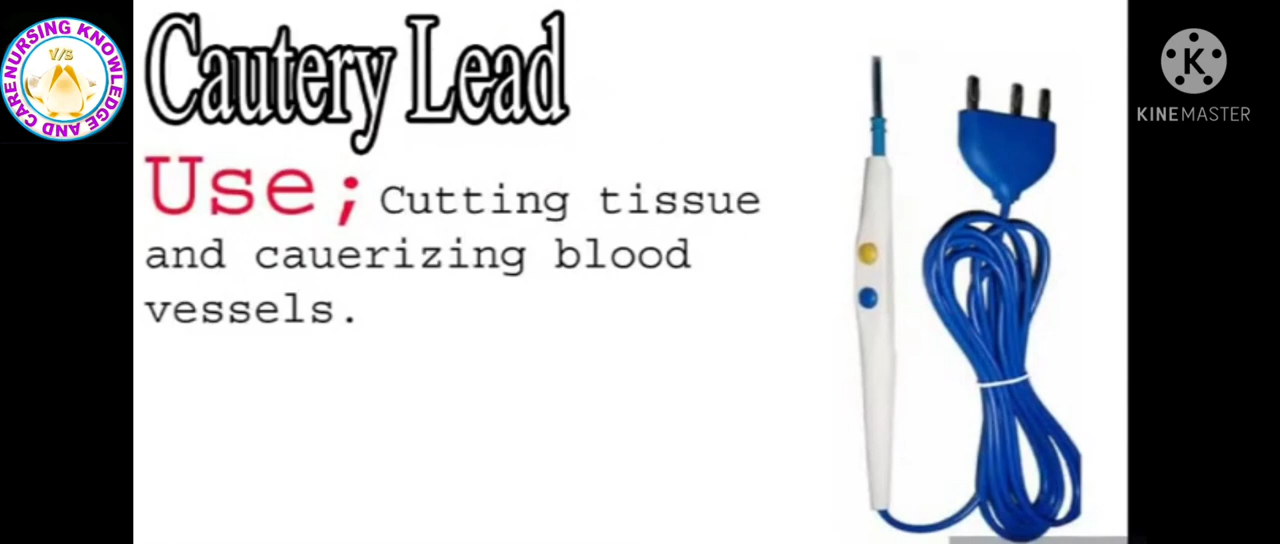 NURSING KNOWLEDGE AND CARE
V/S
Cautery Lead
Use; Cutting tissue
and cauerizing blood
vessels.
K
KINEMASTER